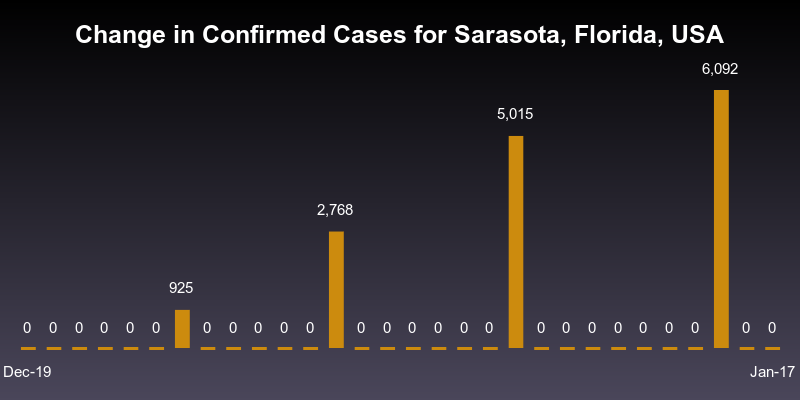 Change in Confirmed Cases for Sarasota, Florida, USA
6,092
5,015
2,768
925
0 0 0 0 0 0 0 0 0 0 0 0 0 0 0 0 0 0 0 0 0 0 0 0 0 0
Dec-19 Jan-17